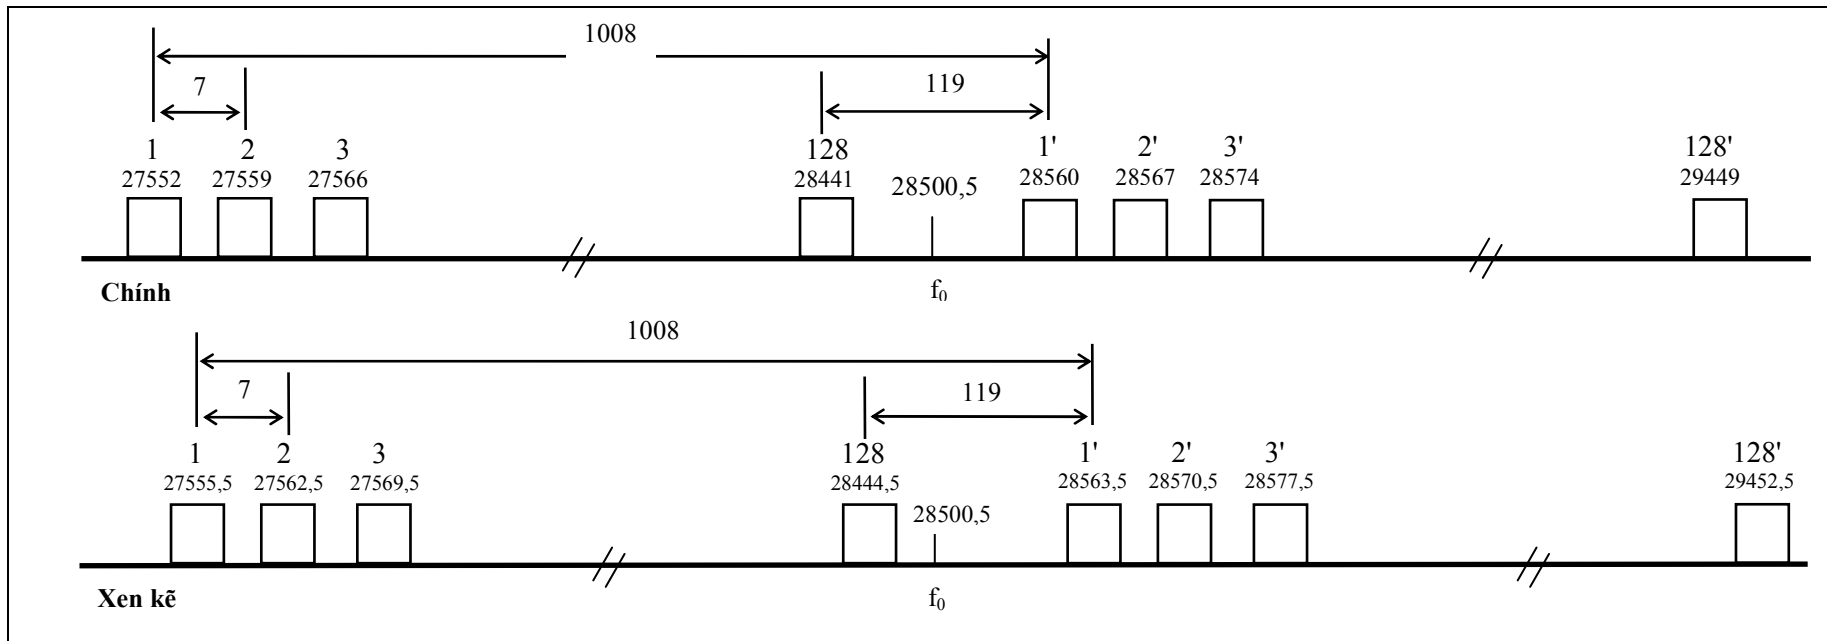 1008
7 119
1 2 3 128 1' 2' 3' 128'
27552 27559 27566 28441 28500,5 28560 28567 28574 29449
Chính f₀
1008
7 119
1 2 3 128 1' 2' 3' 128'
27555,5 27562,5 27569,5 28444,5 28563,5 28570,5 28577,5 29452,5
28500,5
Xen kẽ f₀